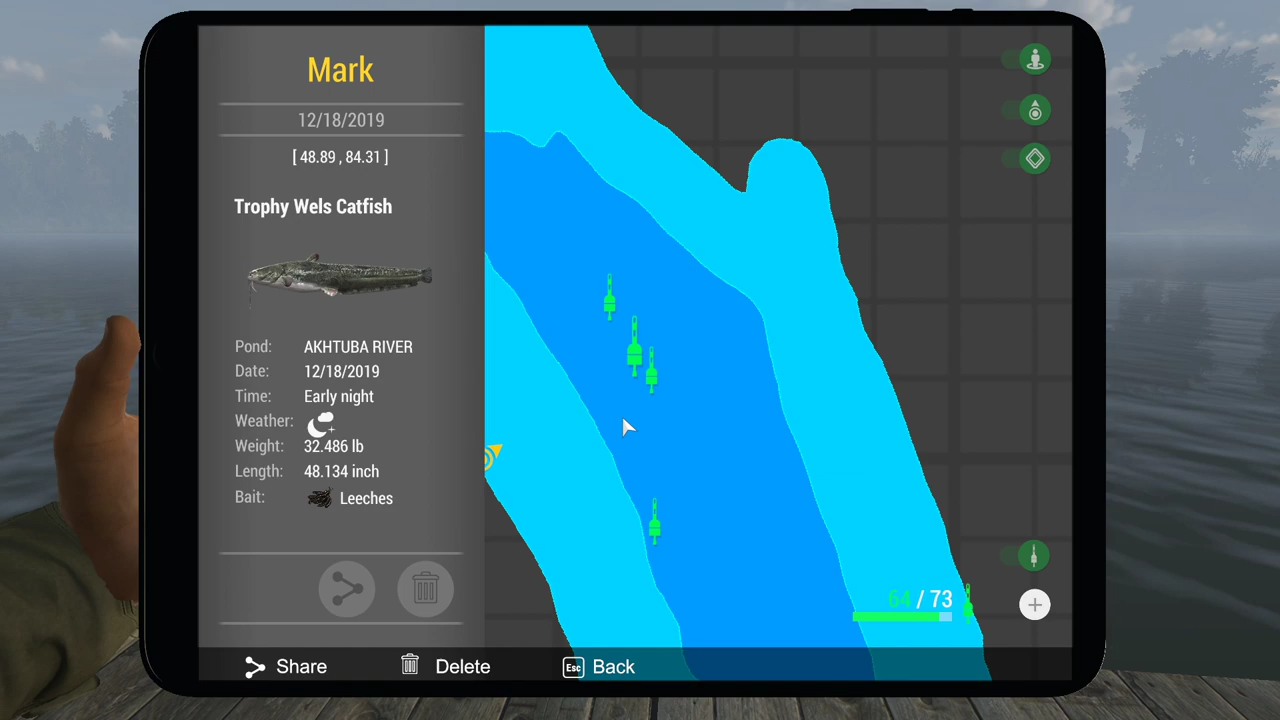 Mark
12/18/2019
[ 48.89 , 84.31 ]
Trophy Wels Catfish
Pond: AKHTUBA RIVER
Date: 12/18/2019
Time: Early night
Weather:
Weight: 32.486 lb
Length: 48.134 inch
Bait: Leeches
64 / 73
Share
Delete
Esc Back